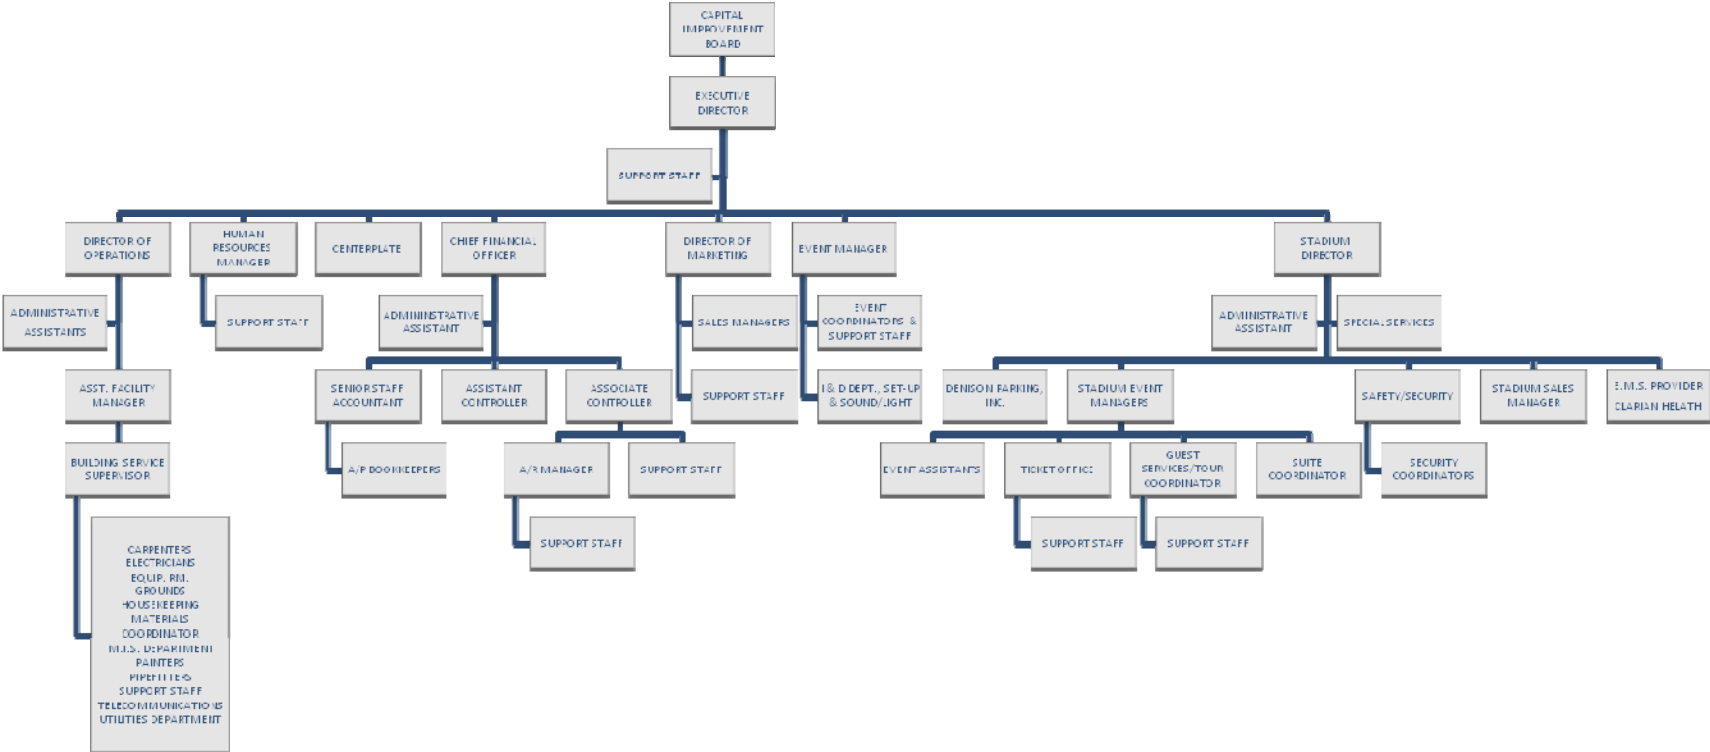 CAPITAL
IMPROVEMENT
BOARD
EXECUTIVE
DIRECTOR
SUPPORT STAFF
DIRECTOR OF
OPERATIONS
HUMAN
RESOURCES
MANAGER
CENTERPLATE
CHIEF FINANCIAL
OFFICER
DIRECTOR OF
MARKETING
EVENT MANAGER
STADIUM
DIRECTOR
ADMINISTRATIVE
ASSISTANTS
SUPPORT STAFF
ADMININSTRATIVE
ASSISTANT
SALES MANAGERS
EVENT
COORDINATORS &
SUPPORT STAFF
ADMINISTRATIVE
ASSISTANT
SPECIAL SERVICES
ASST. FACILITY
MANAGER
SENIOR STAFF
ACCOUNTANT
ASSISTANT
CONTROLLER
ASSOCIATE
CONTROLLER
SUPPORT STAFF
I & D DEPT., SET-UP
& SOUND/LIGHT
DENISON PARKING,
INC.
STADIUM EVENT
MANAGERS
SAFETY/SECURITY
STADIUM SALES
MANAGER
E.M.S. PROVIDER
CLARIAN HELATH
BUILDING SERVICE
SUPERVISOR
A/P BOOKKEEPERS
A/R MANAGER
SUPPORT STAFF
EVENT ASSISTANTS
TICKET OFFICE
GUEST
SERVICES/TOUR
COORDINATOR
SUITE
COORDINATOR
SECURITY
COORDINATORS
CARPENTERS
ELECTRICIANS
EQUIP. RM.
GROUNDS
HOUSEKEEPING
MATERIALS
COORDINATOR
M.I.S. DEPARTMENT
PAINTERS
PIPEFITTERS
SUPPORT STAFF
TELECOMMUNICATIONS
UTILITIES DEPARTMENT
SUPPORT STAFF
SUPPORT STAFF
SUPPORT STAFF